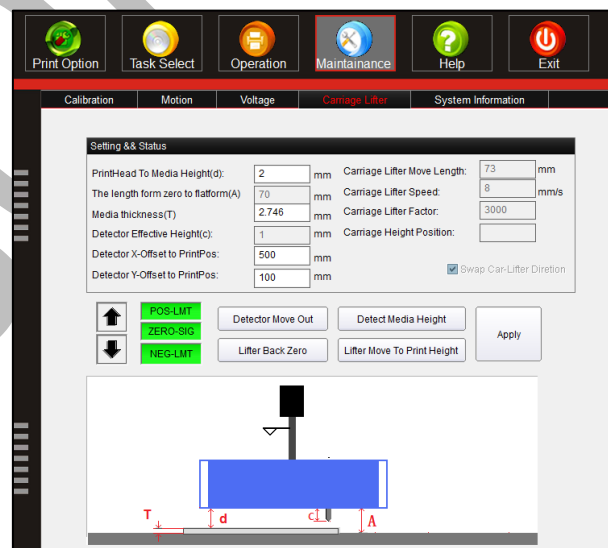 Print Option Task Select Operation Maintainance Help Exit
Calibration Motion Voltage Carriage Lifter System Information
Setting && Status
PrintHead To Media Height(d): 2 mm Carriage Lifter Move Length: 73 mm
The length form zero to flatform(A) 70 mm Carriage Lifter Speed: 8 mm/s
Media thickness(T) 2.746 mm Carriage Lifter Factor: 3000
Detector Effective Height(c): 1 mm Carriage Height Position:
Detector X-Offset to PrintPos: 500 mm
Detector Y-Offset to PrintPos: 100 mm Swap Car-Lifter Diretion
POS-LMT Detector Move Out Detect Media Height Apply
ZERO-SIG
NEG-LMT Lifter Back Zero Lifter Move To Print Height
T d c A